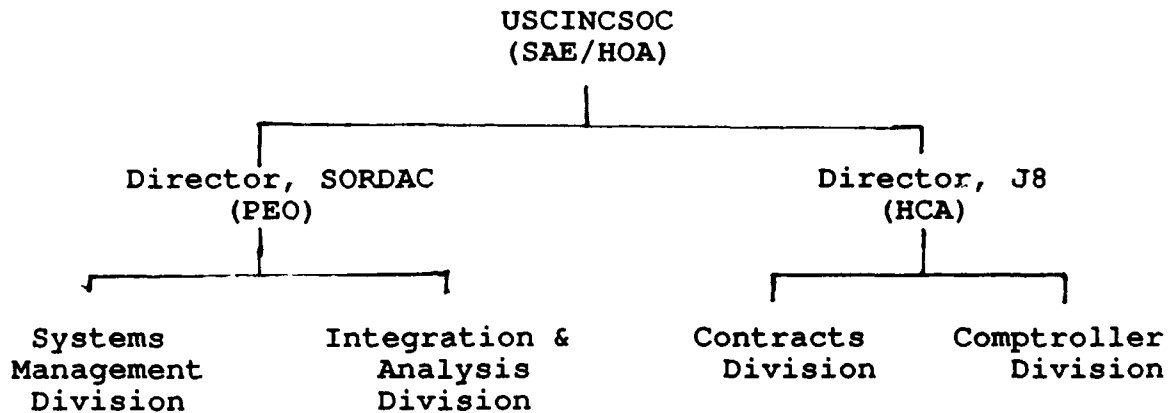 USCINCSOC
(SAE/HOA)
Director, SORDAC
(PEO)
Director, J8
(HCA)
Systems
Management
Division
Integration &
Analysis
Division
Contracts
Division
Comptroller
Division